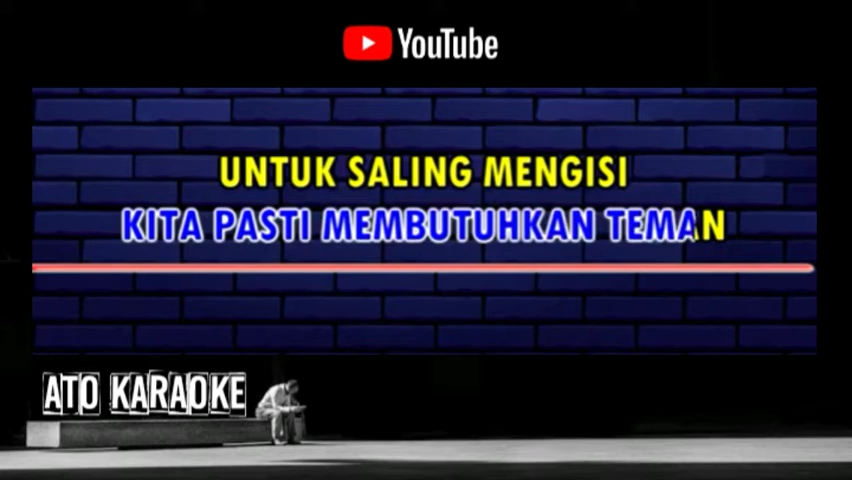 YouTube
UNTUK SALING MENGISI
KITA PASTI MEMBUTUHKAN TEMAN
ATO KARAOKE